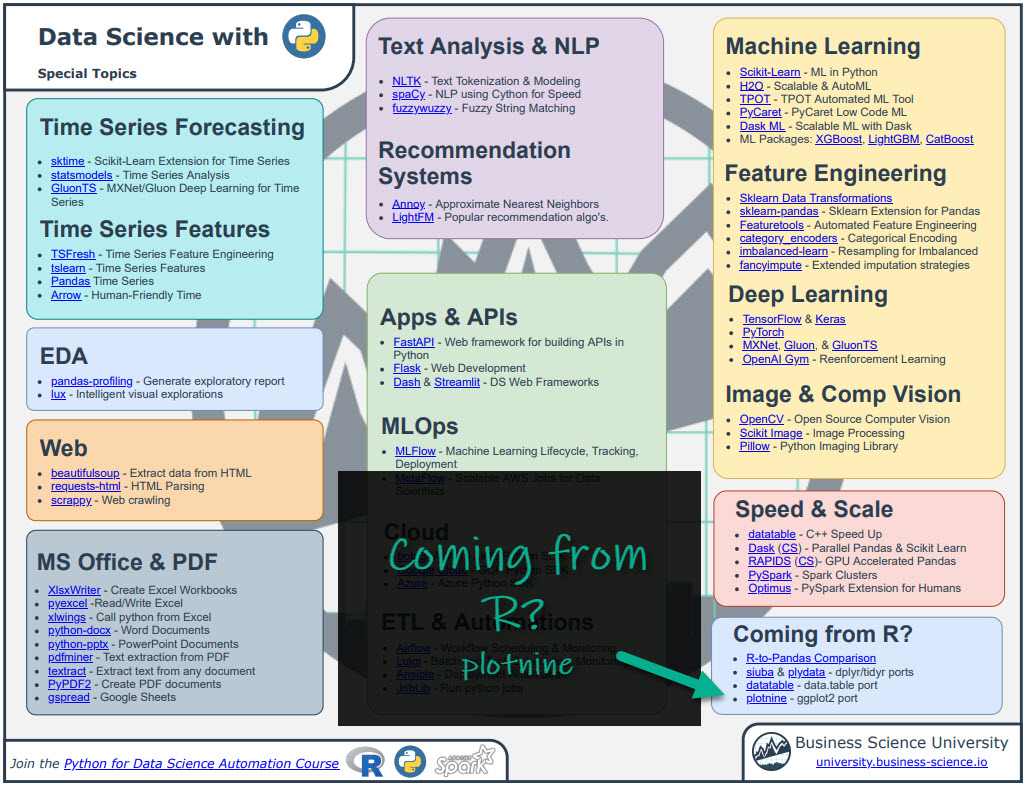 Data Science with
Special Topics
Time Series Forecasting
sktime - Scikit-Learn Extension for Time Series
statsmodels - Time Series Analysis
GluonTS - MXNet/Gluon Deep Learning for Time
Series
Time Series Features
TSFresh - Time Series Feature Engineering
tslearn - Time Series Features
Pandas Time Series
Arrow - Human-Friendly Time
EDA
pandas-profiling - Generate exploratory report
lux - Intelligent visual explorations
Web
beautifulsoup - Extract data from HTML
requests-html - HTML Parsing
scrappy - Web crawling
MS Office & PDF
XlsxWriter - Create Excel Workbooks
pyexcel -Read/Write Excel
xlwings - Call python from Excel
python-docx - Word Documents
python-pptx - PowerPoint Documents
pdfminer - Text extraction from PDF
textract - Extract text from any document
PyPDF2 - Create PDF documents
gspread - Google Sheets
Text Analysis & NLP
NLTK - Text Tokenization & Modeling
spaCy - NLP using Cython for Speed
fuzzywuzzy - Fuzzy String Matching
Recommendation
Systems
Annoy - Approximate Nearest Neighbors
LightFM - Popular recommendation algo's.
Apps & APIs
FastAPI - Web framework for building APIs in
Python
Flask - Web Development
Dash & Streamlit - DS Web Frameworks
MLOps
MLFlow - Machine Learning Lifecycle, Tracking,
Deployment
MetaFlow - Scalable AWS Jobs for Data
Scientists
Cloud
Azure - Azure Python
ETL & Automations
Airflow - Workflow Scheduling & Monitoring
Luigi - Batch
Ansible
JobLib - Run python jobs
Coming from
R?
plotnine
Machine Learning
Scikit-Learn - ML in Python
H2O - Scalable & AutoML
TPOT - TPOT Automated ML Tool
PyCaret - PyCaret Low Code ML
Dask ML - Scalable ML with Dask
ML Packages: XGBoost, LightGBM, CatBoost
Feature Engineering
Sklearn Data Transformations
sklearn-pandas - Sklearn Extension for Pandas
Featuretools - Automated Feature Engineering
category_encoders - Categorical Encoding
imbalanced-learn - Resampling for Imbalanced
fancyimpute - Extended imputation strategies
Deep Learning
TensorFlow & Keras
PyTorch
MXNet, Gluon, & GluonTS
OpenAI Gym - Reenforcement Learning
Image & Comp Vision
OpenCV - Open Source Computer Vision
Scikit Image - Image Processing
Pillow - Python Imaging Library
Speed & Scale
datatable - C++ Speed Up
Dask (CS) - Parallel Pandas & Scikit Learn
RAPIDS (CS)- GPU Accelerated Pandas
PySpark - Spark Clusters
Optimus - PySpark Extension for Humans
Coming from R?
R-to-Pandas Comparison
siuba & plydata - dplyr/tidyr ports
datatable - data.table port
plotnine - ggplot2 port
Join the Python for Data Science Automation Course
R
APACHE
Spark
Business Science University
university.business-science.io